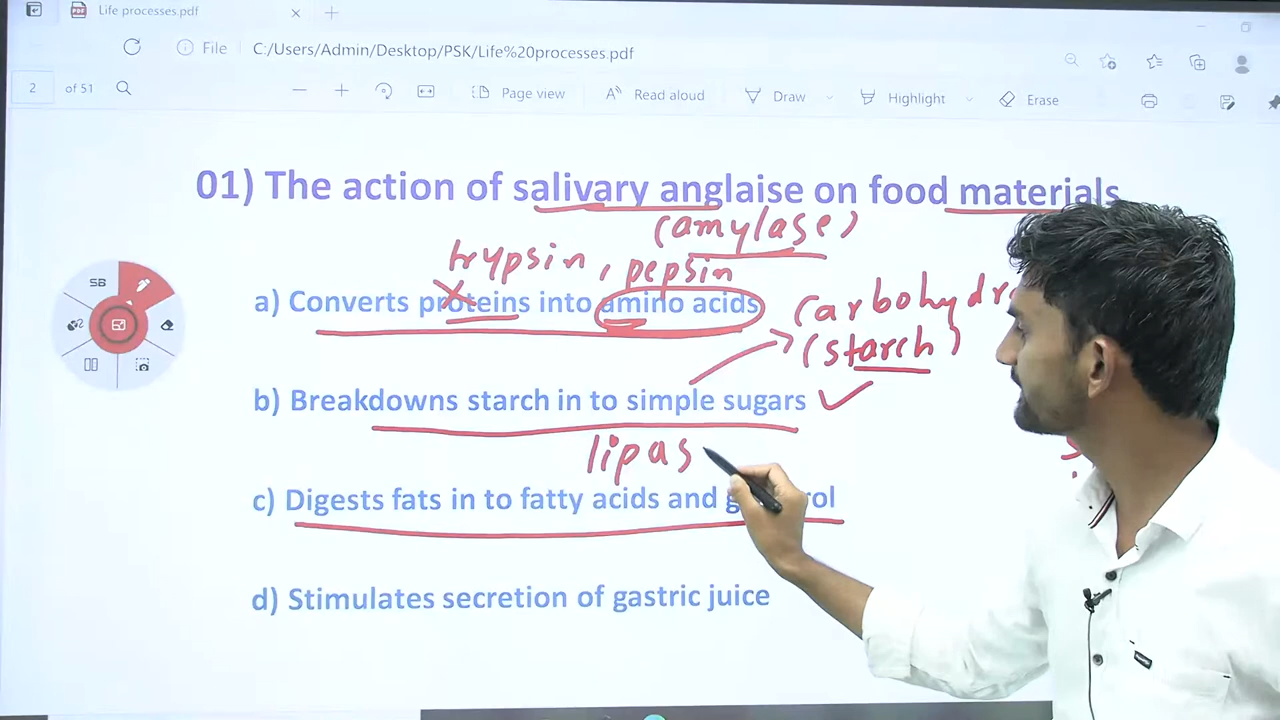 Life processes.pdf
File C:/Users/Admin/Desktop/PSK/Life%20processes.pdf
2 of 51 Page view Read aloud Draw Highlight Erase
01) The action of salivary anglaise on food materials
(amylase)
trypsin, pepsin
a) Converts proteins into amino acids
carbohydr
(starch)
SB
b) Breakdowns starch in to simple sugars
lipas
c) Digests fats in to fatty acids and
d) Stimulates secretion of gastric juice